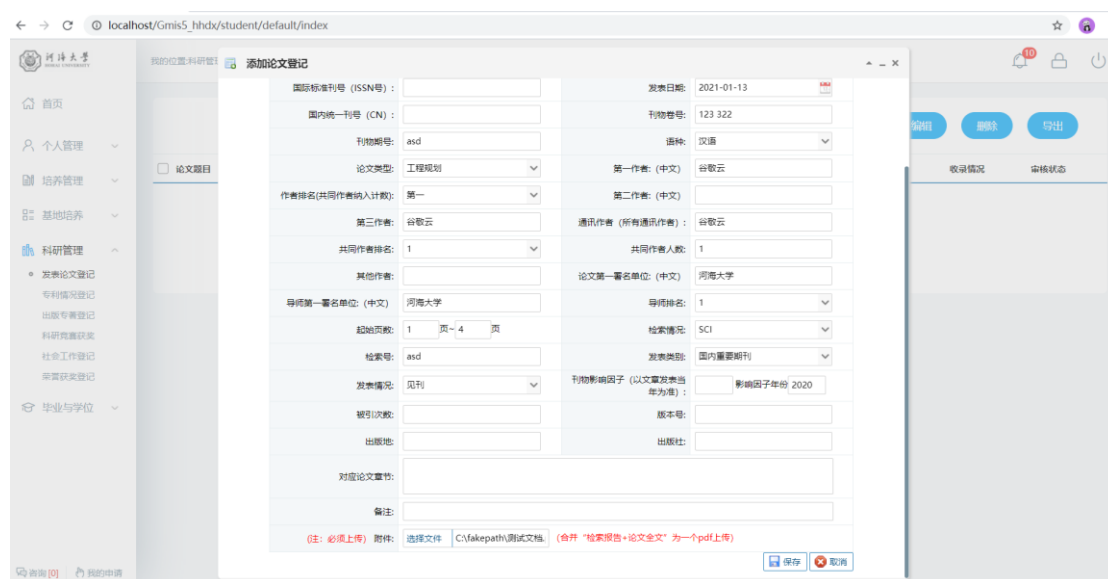 localhost/Gmis5_hhdx/student/default/index
河海大学
HOHAI UNIVERSITY
我的位置:科研管理
添加论文登记
10
首页
个人管理
培养管理
基地培养
科研管理
发表论文登记
专利情况登记
出版专著登记
科研竞赛获奖
社会工作登记
荣誉获奖登记
毕业与学位
咨询 [0] 我的申请
编辑 删除 导出
论文题目 收录情况 审核状态
国际标准刊号（ISSN号）: 发表日期: 2021-01-13
国内统一刊号（CN）: 刊物卷号: 123 322
刊物期号: asd 语种: 汉语
论文类型: 工程规划 第一作者:（中文） 谷敬云
作者排名(共同作者纳入计数): 第一 第二作者:（中文）
第三作者: 谷敬云 通讯作者（所有通讯作者）: 谷敬云
共同作者排名: 1 共同作者人数: 1
其他作者: 论文第一署名单位:（中文） 河海大学
导师第一署名单位:（中文） 河海大学 导师排名: 1
起始页数: 1 页~ 4 页 检索情况: SCI
检索号: asd 发表类别: 国内重要期刊
发表情况: 见刊 刊物影响因子（以文章发表当
年为准）: 影响因子年份 2020
被引次数: 版本号:
出版地: 出版社:
对应论文章节:
备注:
(注: 必须上传) 附件: 选择文件 C:\fakepath\测试文档.
(合并“检索报告+论文全文”为一个pdf上传)
保存 取消